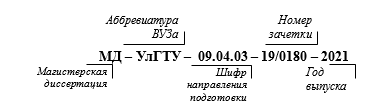 Аббревиатура
ВУЗа
Номер
зачетки
МД – УлГТУ – 09.04.03 – 19/0180 – 2021
Магистерская
диссертация
Шифр
направления
подготовки
Год
выпуска